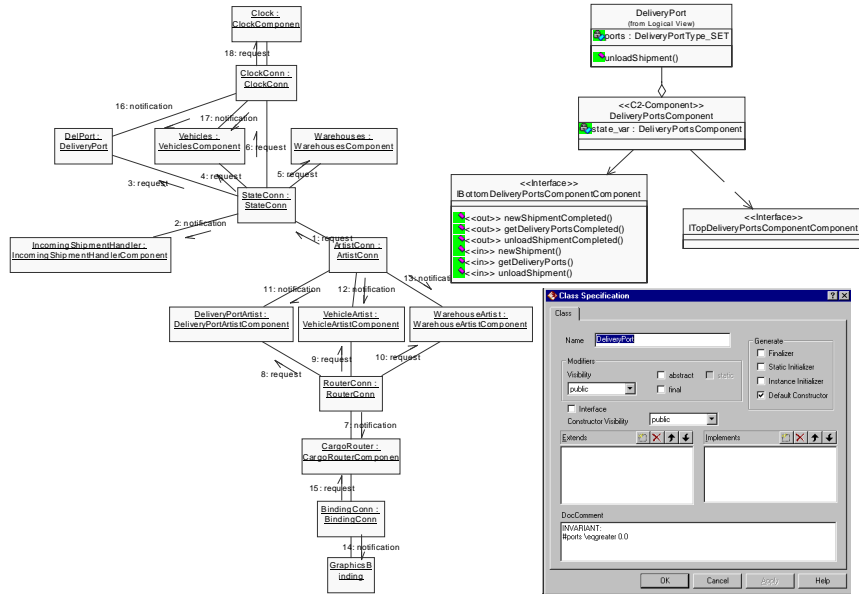 Clock :
ClockComponen
18: request
ClockConn :
ClockConn
16: notification
17: notification
DelPort :
DeliveryPort
Vehicles :
VehiclesComponent
6: request
Warehouses :
WarehousesComponent
3: request
4: request
5: request
StateConn :
StateConn
2: notification
1: request
IncomingShipmentHandler :
IncomingShipmentHandlerComponent
ArtistConn :
ArtistConn
11: notification
12: notification
13: notificati
DeliveryPortArtist :
DeliveryPortArtistComponent
VehicleArtist :
VehicleArtistComponent
WarehouseArtist :
WarehouseArtistComponent
8: request
9: request
10: request
RouterConn :
RouterConn
7: notification
CargoRouter :
CargoRouterComponen
15: request
BindingConn :
BindingConn
14: notification
GraphicsB
inding
DeliveryPort
(from Logical View)
ports : DeliveryPortType_SET
unloadShipment()
<<C2-Component>>
DeliveryPortsComponent
state_var : DeliveryPortsComponent
<<Interface>>
IBottomDeliveryPortsComponentComponent
<<out>> newShipmentCompleted()
<<out>> getDeliveryPortsCompleted()
<<out>> unloadShipmentCompleted()
<<in>> newShipment()
<<in>> getDeliveryPorts()
<<in>> unloadShipment()
<<Interface>>
ITopDeliveryPortsComponentComponent
Class Specification
Class
Name
DeliveryPort
Modifiers
Visibility
public
abstract
static
final
Generate
Finalizer
Static Initializer
Instance Initializer
Default Constructor
Interface
Constructor Visibility
public
Extends
Implements
DocComment
INVARIANT:
#ports \eqgreater 0.0
OK
Cancel
Apply
Help